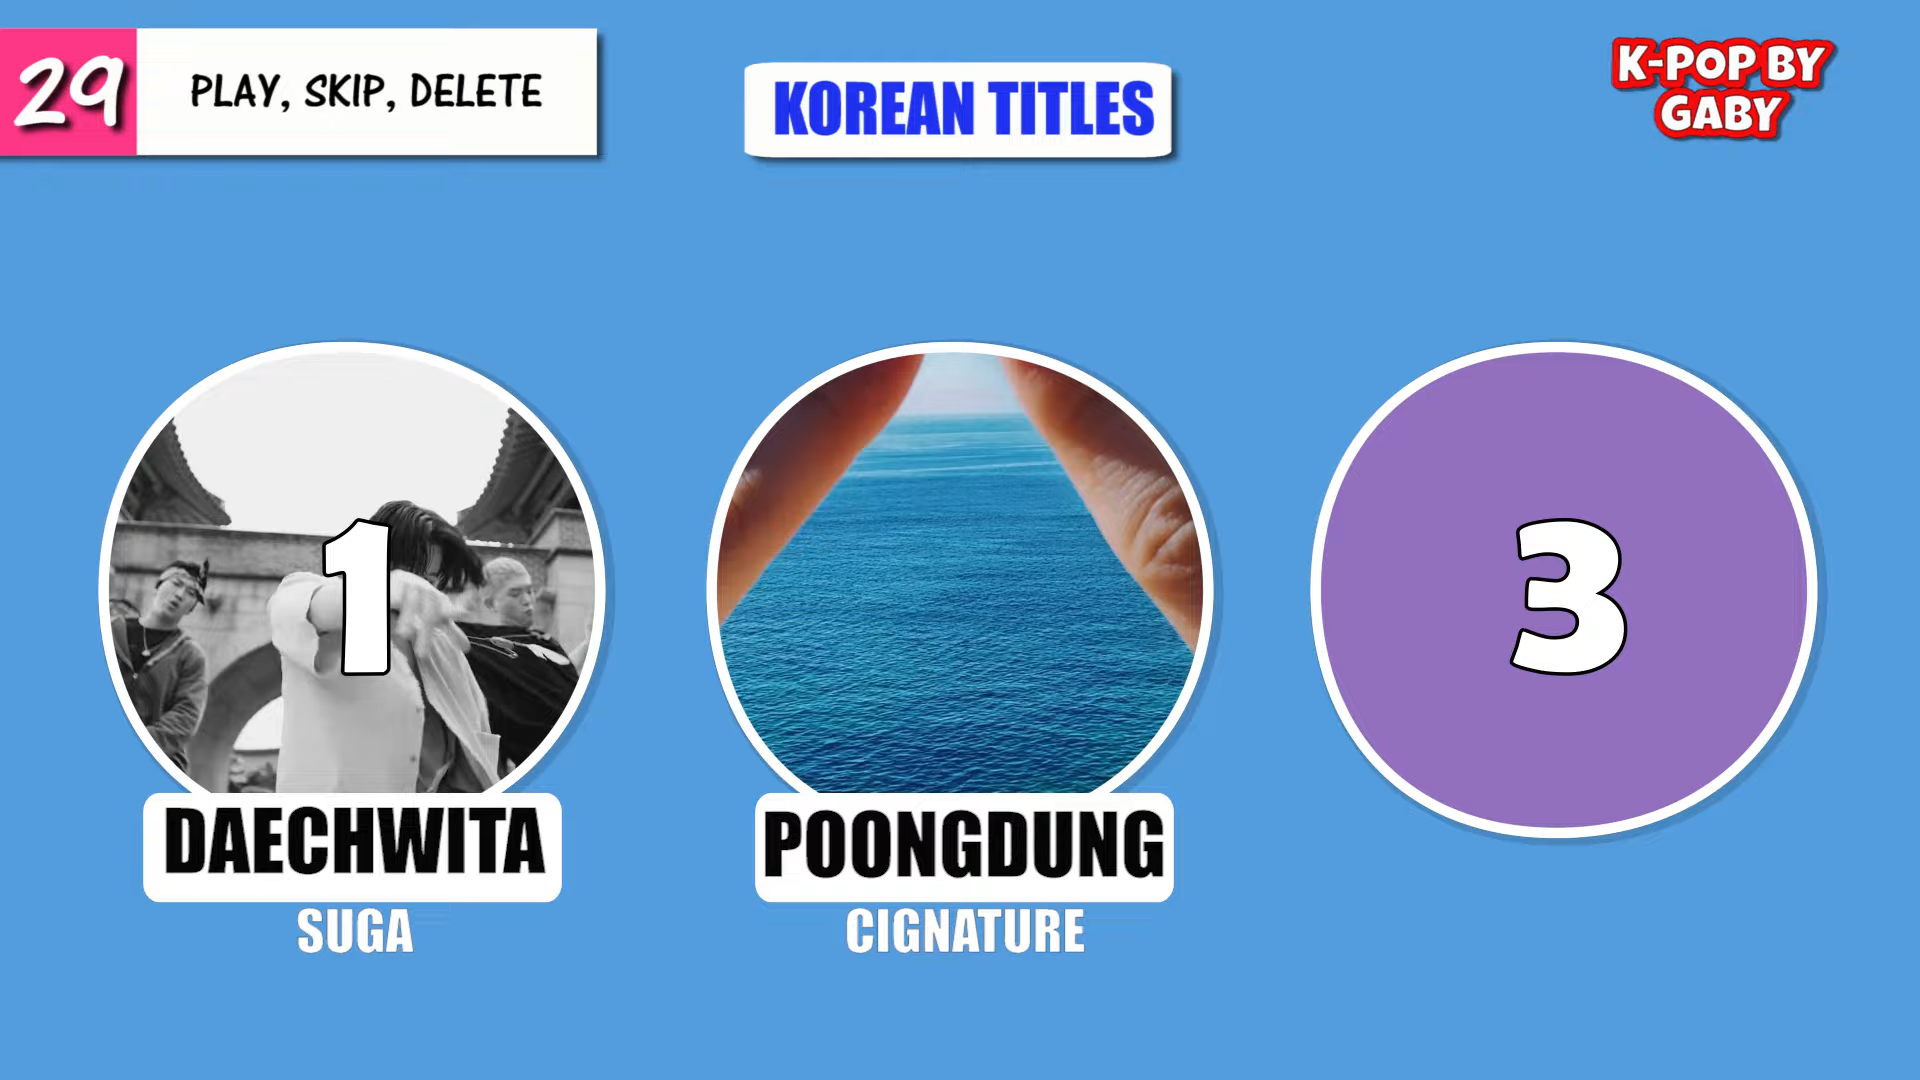 29
PLAY, SKIP, DELETE
KOREAN TITLES
K-POP BY
GABY
1
3
DAECHWITA
SUGA
POONGDUNG
CIGNATURE